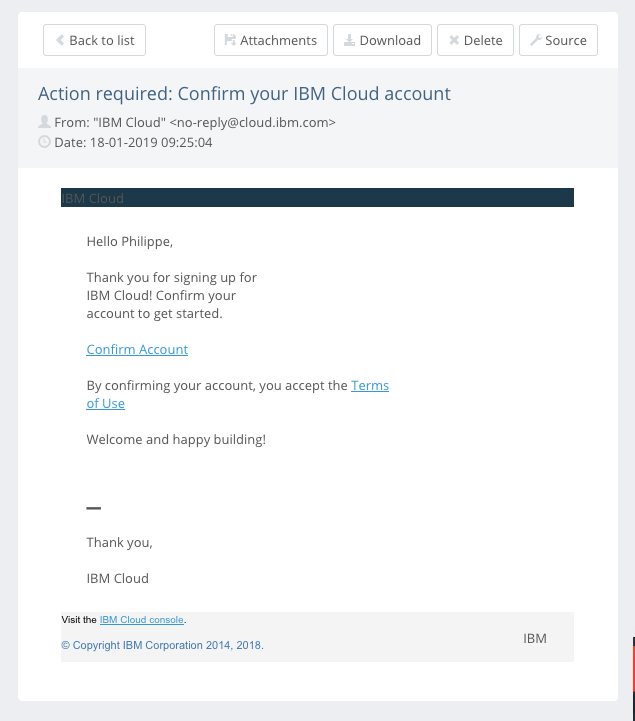 Back to list Attachments Download Delete Source
Action required: Confirm your IBM Cloud account
From: "IBM Cloud" <no-reply@cloud.ibm.com>
Date: 18-01-2019 09:25:04
IBM Cloud
Hello Philippe,
Thank you for signing up for
IBM Cloud! Confirm your
account to get started.
Confirm Account
By confirming your account, you accept the Terms
of Use
Welcome and happy building!
—
Thank you,
IBM Cloud
Visit the IBM Cloud console.
© Copyright IBM Corporation 2014, 2018.
IBM